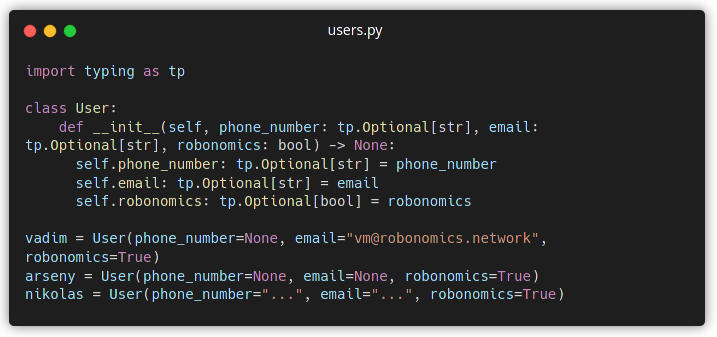 users.py
import typing as tp
class User:
    def __init__(self, phone_number: tp.Optional[str], email:
tp.Optional[str], robonomics: bool) -> None:
      self.phone_number: tp.Optional[str] = phone_number
      self.email: tp.Optional[str] = email
      self.robonomics: tp.Optional[bool] = robonomics
vadim = User(phone_number=None, email="vm@robonomics.network",
robonomics=True)
arseny = User(phone_number=None, email=None, robonomics=True)
nikolas = User(phone_number="...", email="...", robonomics=True)